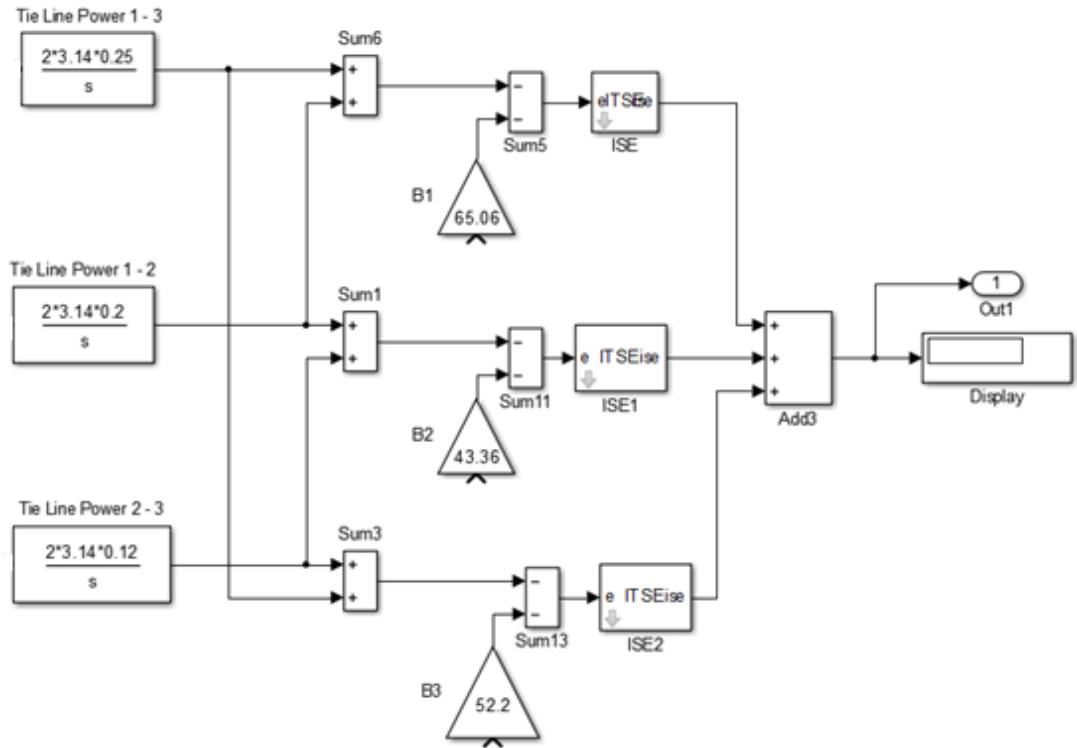 Tie Line Power 1 - 3
2*3.14*0.25
s
Sum6
+
+
−
−
Sum5
eITSEise
ISE
B1
65.06
Tie Line Power 1 - 2
2*3.14*0.2
s
Sum1
+
+
−
−
Sum11
e ITSEise
ISE1
B2
43.36
+
+
+
Add3
1
Out1
Display
Tie Line Power 2 - 3
2*3.14*0.12
s
Sum3
+
+
−
−
Sum13
e ITSEise
ISE2
B3
52.2